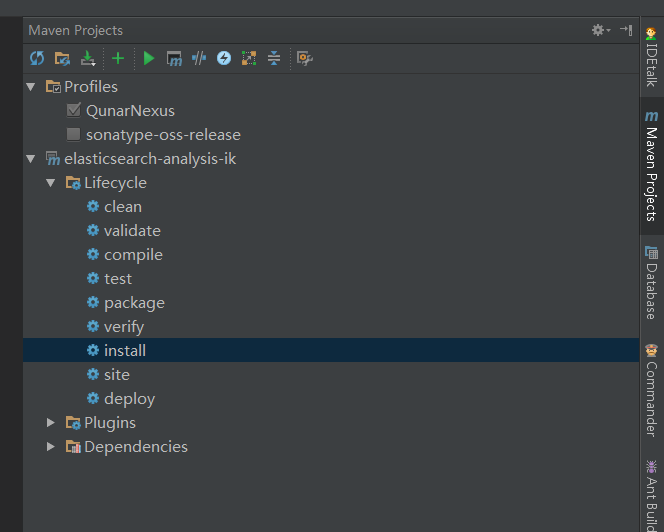 Maven Projects
Profiles
QunarNexus
sonatype-oss-release
elasticsearch-analysis-ik
Lifecycle
clean
validate
compile
test
package
verify
install
site
deploy
Plugins
Dependencies
IDEtalk
m Maven Projects
Database
Commander
Ant Build